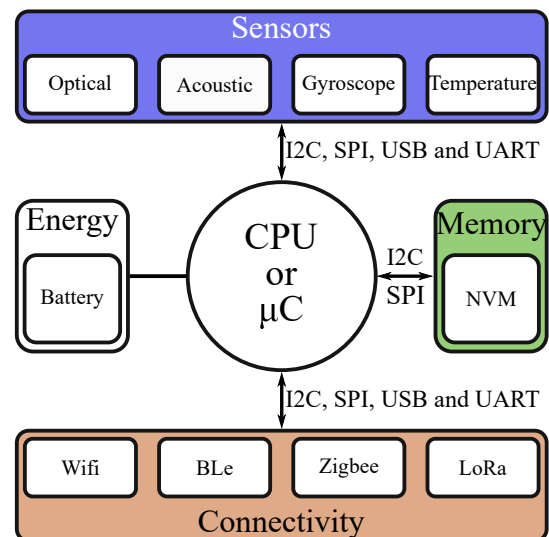 Sensors
Optical
Acoustic
Gyroscope
Temperature
I2C, SPI, USB and UART
Energy
Battery
CPU
or
µC
I2C
SPI
Memory
NVM
I2C, SPI, USB and UART
Wifi
BLe
Zigbee
LoRa
Connectivity